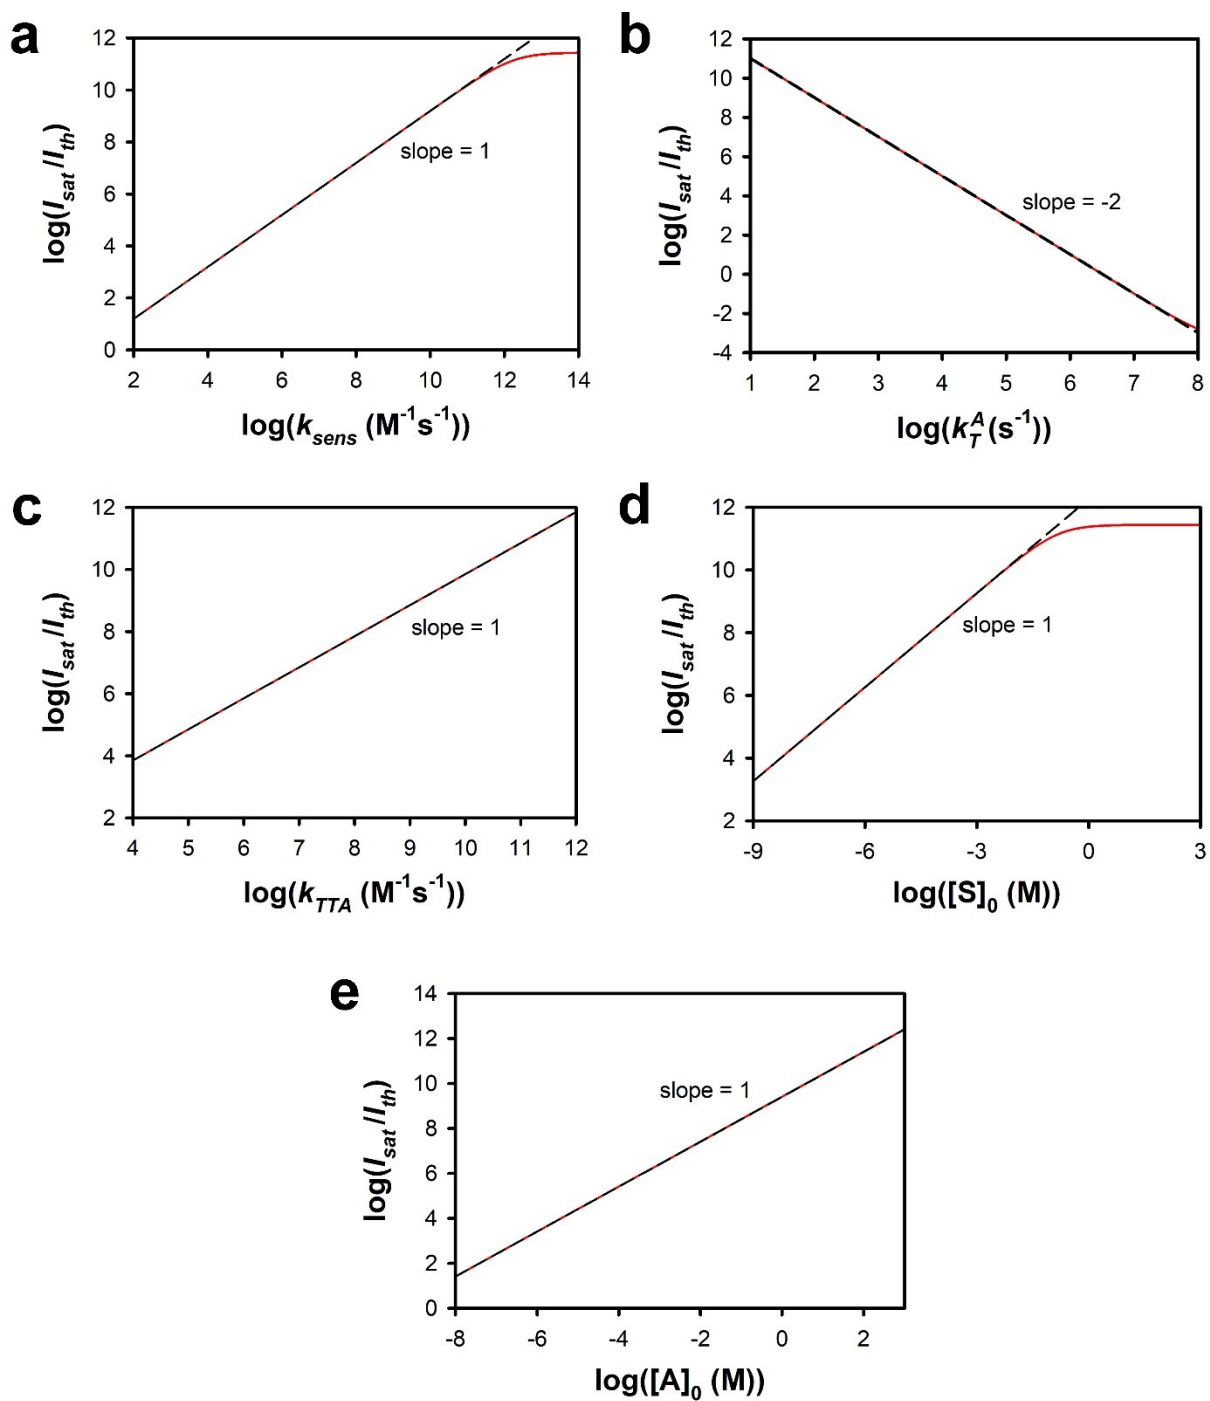 a
12
10
8
6
4
2
0
log(I_sat/I_th)
slope = 1
2 4 6 8 10 12 14
log(k_sens (M⁻¹s⁻¹))
b
12
10
8
6
4
2
0
-2
-4
log(I_sat/I_th)
slope = -2
1 2 3 4 5 6 7 8
log(k_T^A(s⁻¹))
c
12
10
8
6
4
2
log(I_sat/I_th)
slope = 1
4 5 6 7 8 9 10 11 12
log(k_TTA (M⁻¹s⁻¹))
d
12
10
8
6
4
2
log(I_sat/I_th)
slope = 1
-9 -6 -3 0 3
log([S]₀ (M))
e
14
12
10
8
6
4
2
0
log(I_sat/I_th)
slope = 1
-8 -6 -4 -2 0 2
log([A]₀ (M))